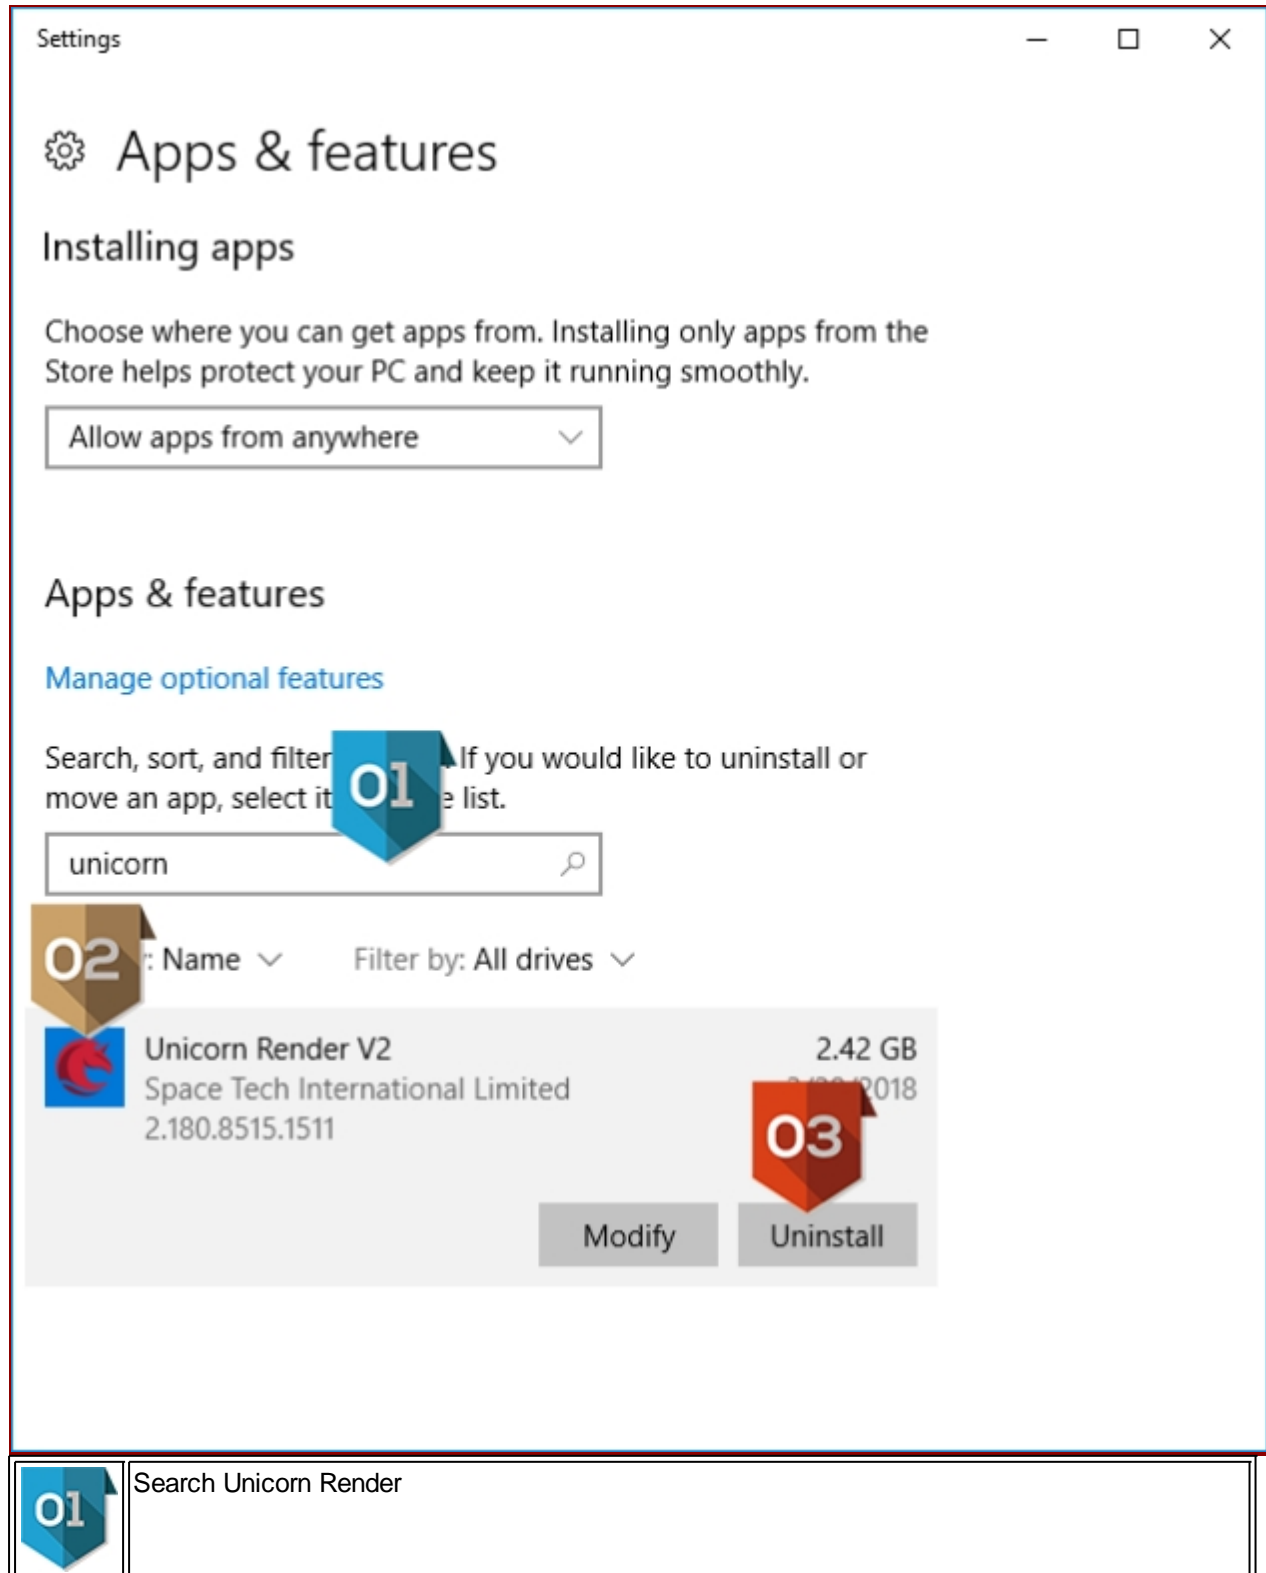 Settings
Apps & features
Installing apps
Choose where you can get apps from. Installing only apps from the
Store helps protect your PC and keep it running smoothly.
Allow apps from anywhere
Apps & features
Manage optional features
Search, sort, and filter If you would like to uninstall or
move an app, select it list.
01
unicorn
02
Name Filter by: All drives
Unicorn Render V2 2.42 GB
Space Tech International Limited 2018
2.180.8515.1511
03
Modify Uninstall
01 Search Unicorn Render